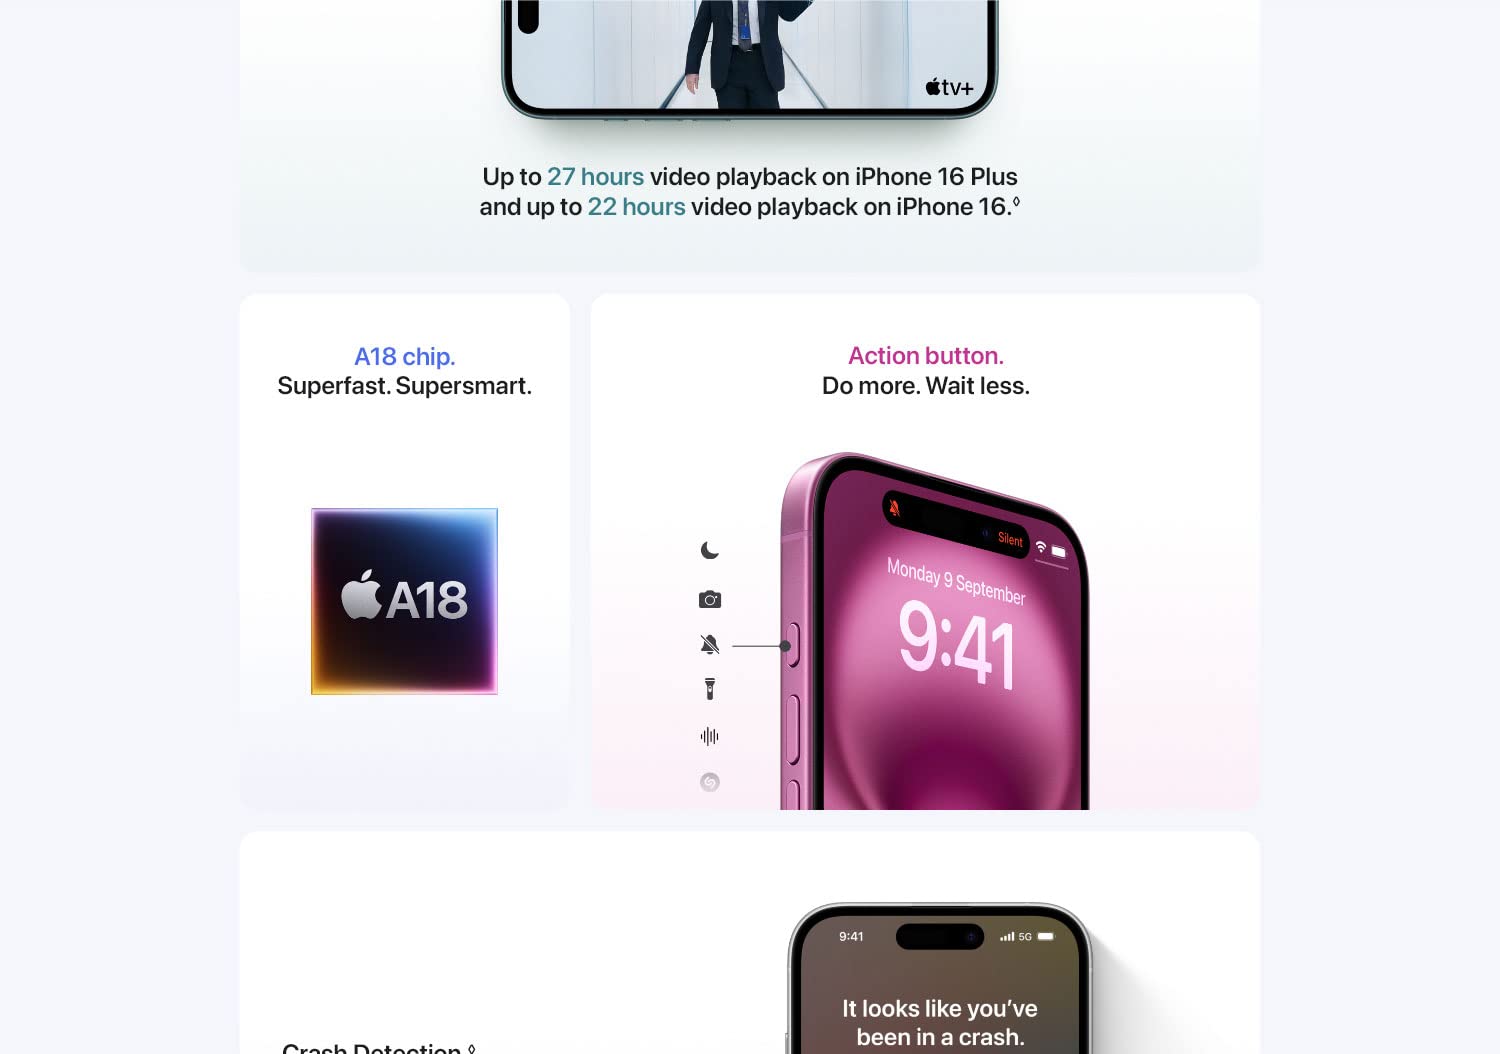 tv+
Up to 27 hours video playback on iPhone 16 Plus
and up to 22 hours video playback on iPhone 16.◊
A18 chip.
Superfast. Supersmart.
A18
Action button.
Do more. Wait less.
Silent
Monday 9 September
9:41
9:41
5G
It looks like you’ve
been in a crash.
Crash Detection.◊